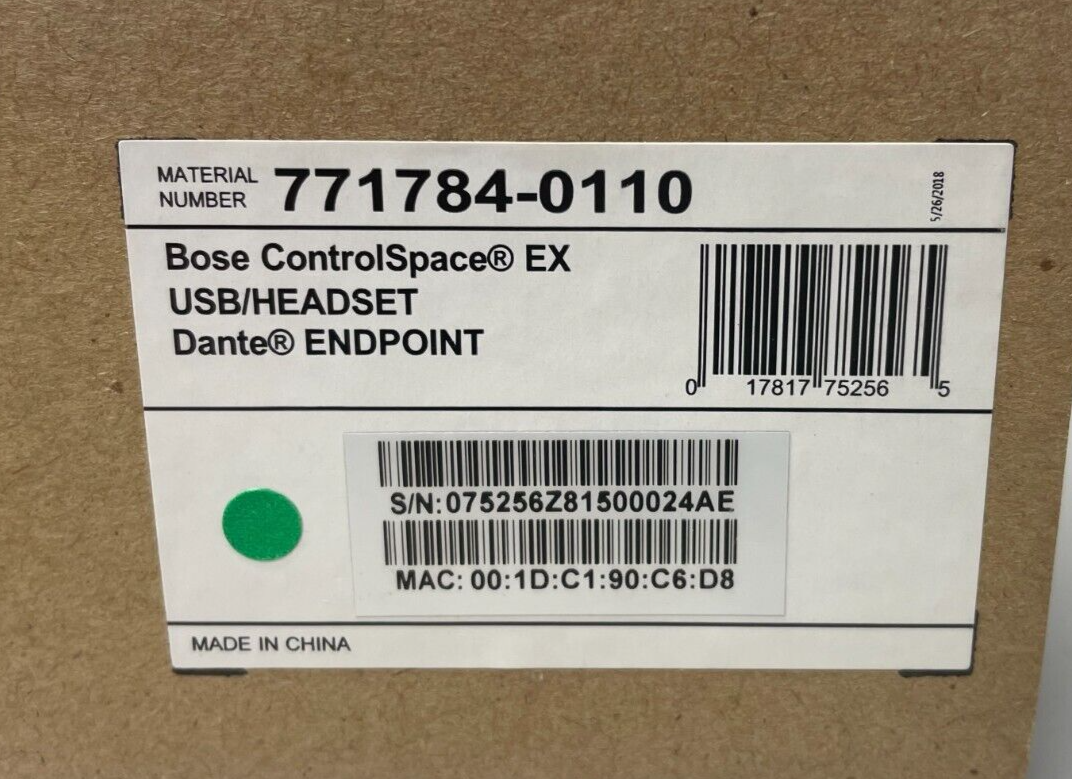 MATERIAL
NUMBER
771784-0110
5/26/2018
Bose ControlSpace® EX
USB/HEADSET
Dante® ENDPOINT
0 17817 75256 5
S/N:075256Z81500024AE
MAC: 00:1D:C1:90:C6:D8
MADE IN CHINA